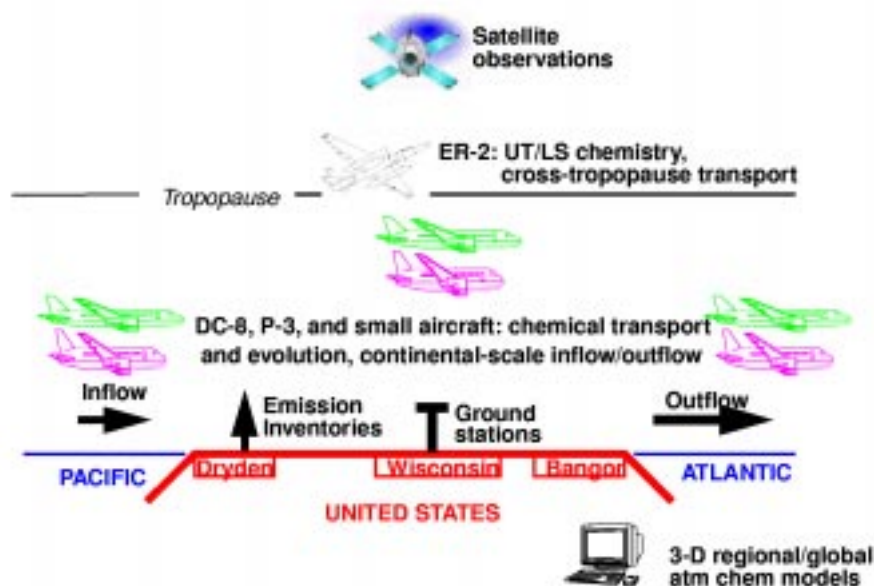 Satellite
observations
ER-2: UT/LS chemistry,
cross-tropopause transport
Tropopause
DC-8, P-3, and small aircraft: chemical transport
and evolution, continental-scale inflow/outflow
Inflow
Emission
Inventories
Ground
stations
Outflow
PACIFIC
Dryden
Wisconsin
Bangor
ATLANTIC
UNITED STATES
3-D regional/global
atm chem models